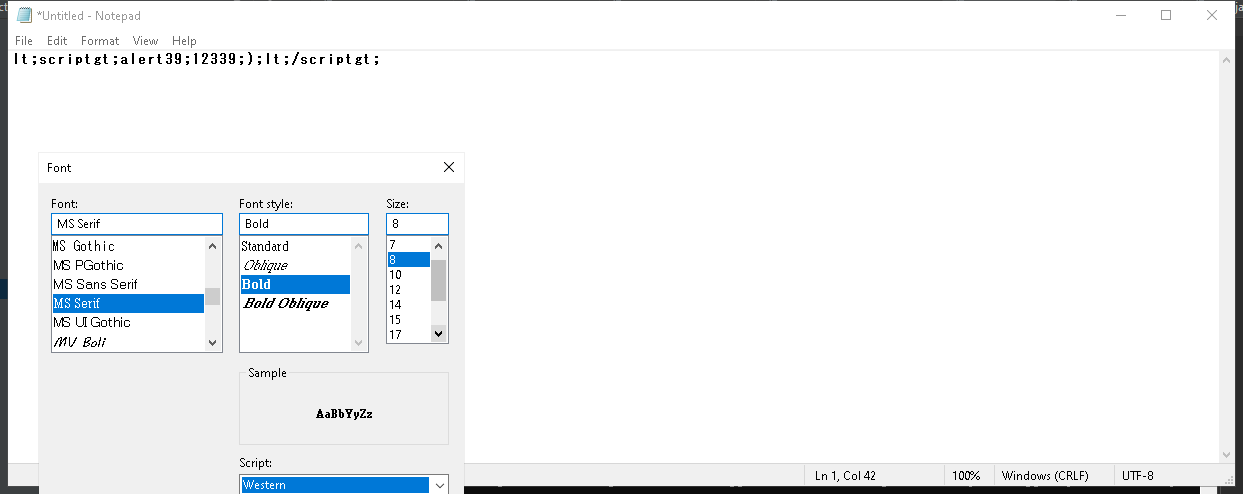 *Untitled - Notepad
File Edit Format View Help
lt;scriptgt;alert39;12339;);lt;/scriptgt;
Font
Font: Font style: Size:
MS Serif Bold 8
MS Gothic Standard 7
MS PGothic Oblique 8
MS Sans Serif Bold 10
MS Serif Bold Oblique 12
MS UI Gothic 14
MV Boli 15
17
Sample
AaBbYyZz
Script:
Western
Ln 1, Col 42 100% Windows (CRLF) UTF-8